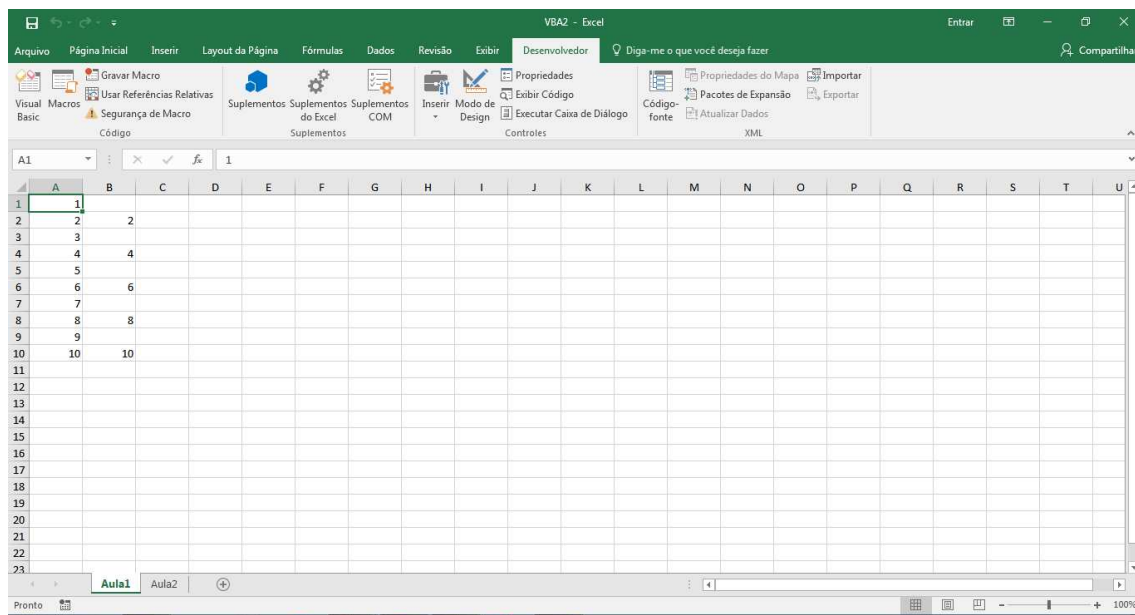 VBA2 - Excel
Entrar
Arquivo Página Inicial Inserir Layout da Página Fórmulas Dados Revisão Exibir Desenvolvedor Diga-me o que você deseja fazer Compartilha
Visual Basic
Macros
Gravar Macro
Usar Referências Relativas
Segurança de Macro
Código
Suplementos
Suplementos do Excel
Suplementos COM
Suplementos
Inserir
Modo de Design
Propriedades
Exibir Código
Executar Caixa de Diálogo
Controles
Código-fonte
Propriedades do Mapa
Pacotes de Expansão
Atualizar Dados
Importar
Exportar
XML
A1 fx 1
A B C D E F G H I J K L M N O P Q R S T U
1 1
2 2 2
3 3
4 4 4
5 5
6 6 6
7 7
8 8 8
9 9
10 10 10
11
12
13
14
15
16
17
18
19
20
21
22
23
Aula1 Aula2
Pronto 100%